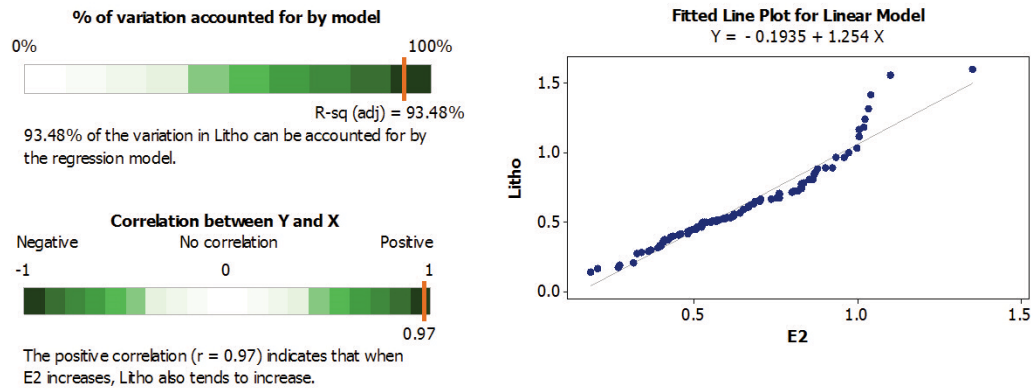 % of variation accounted for by model
0% 100%
R-sq (adj) = 93.48%
93.48% of the variation in Litho can be accounted for by
the regression model.
Correlation between Y and X
Negative No correlation Positive
-1 0 1
0.97
The positive correlation (r = 0.97) indicates that when
E2 increases, Litho also tends to increase.
Fitted Line Plot for Linear Model
Y = - 0.1935 + 1.254 X
1.5
1.0
0.5
0.0
Litho
0.5 1.0 1.5
E2